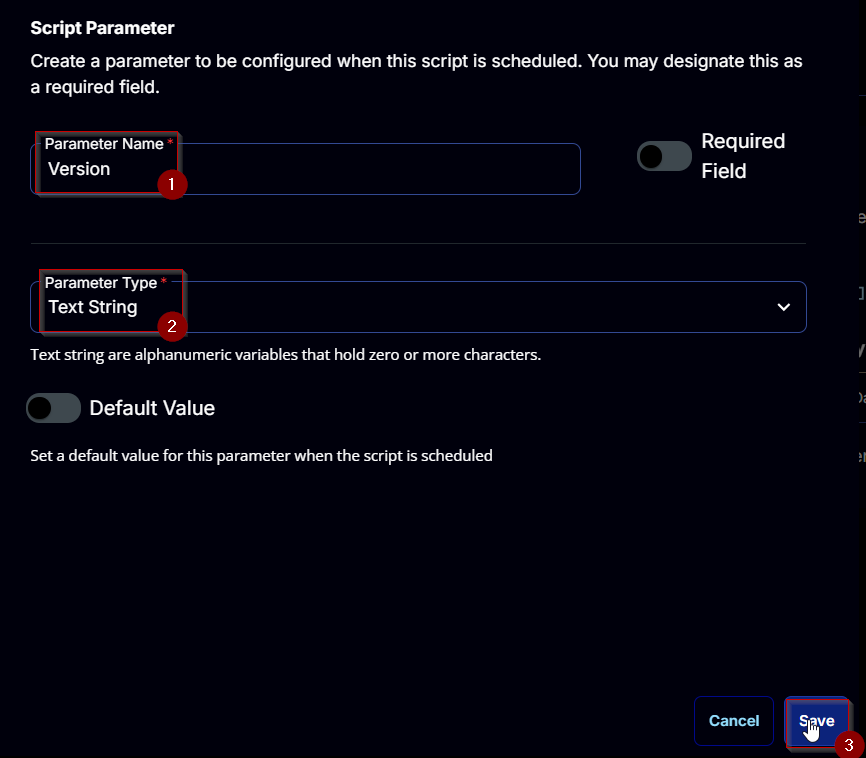 Script Parameter
Create a parameter to be configured when this script is scheduled. You may designate this as
a required field.
Parameter Name *
Version
1
Required
Field
Parameter Type *
Text String
2
Text string are alphanumeric variables that hold zero or more characters.
Default Value
Set a default value for this parameter when the script is scheduled
Cancel
Save
3